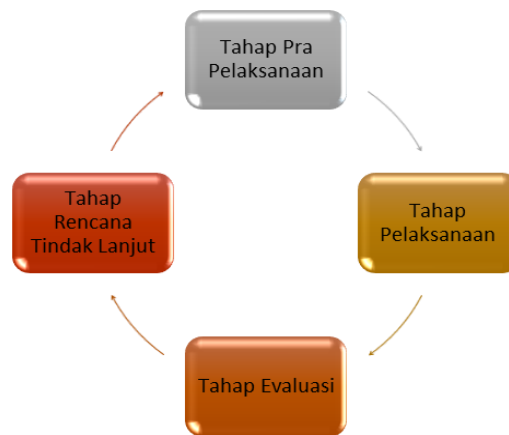 Tahap Pra
Pelaksanaan
Tahap
Pelaksanaan
Tahap Evaluasi
Tahap
Rencana
Tindak Lanjut